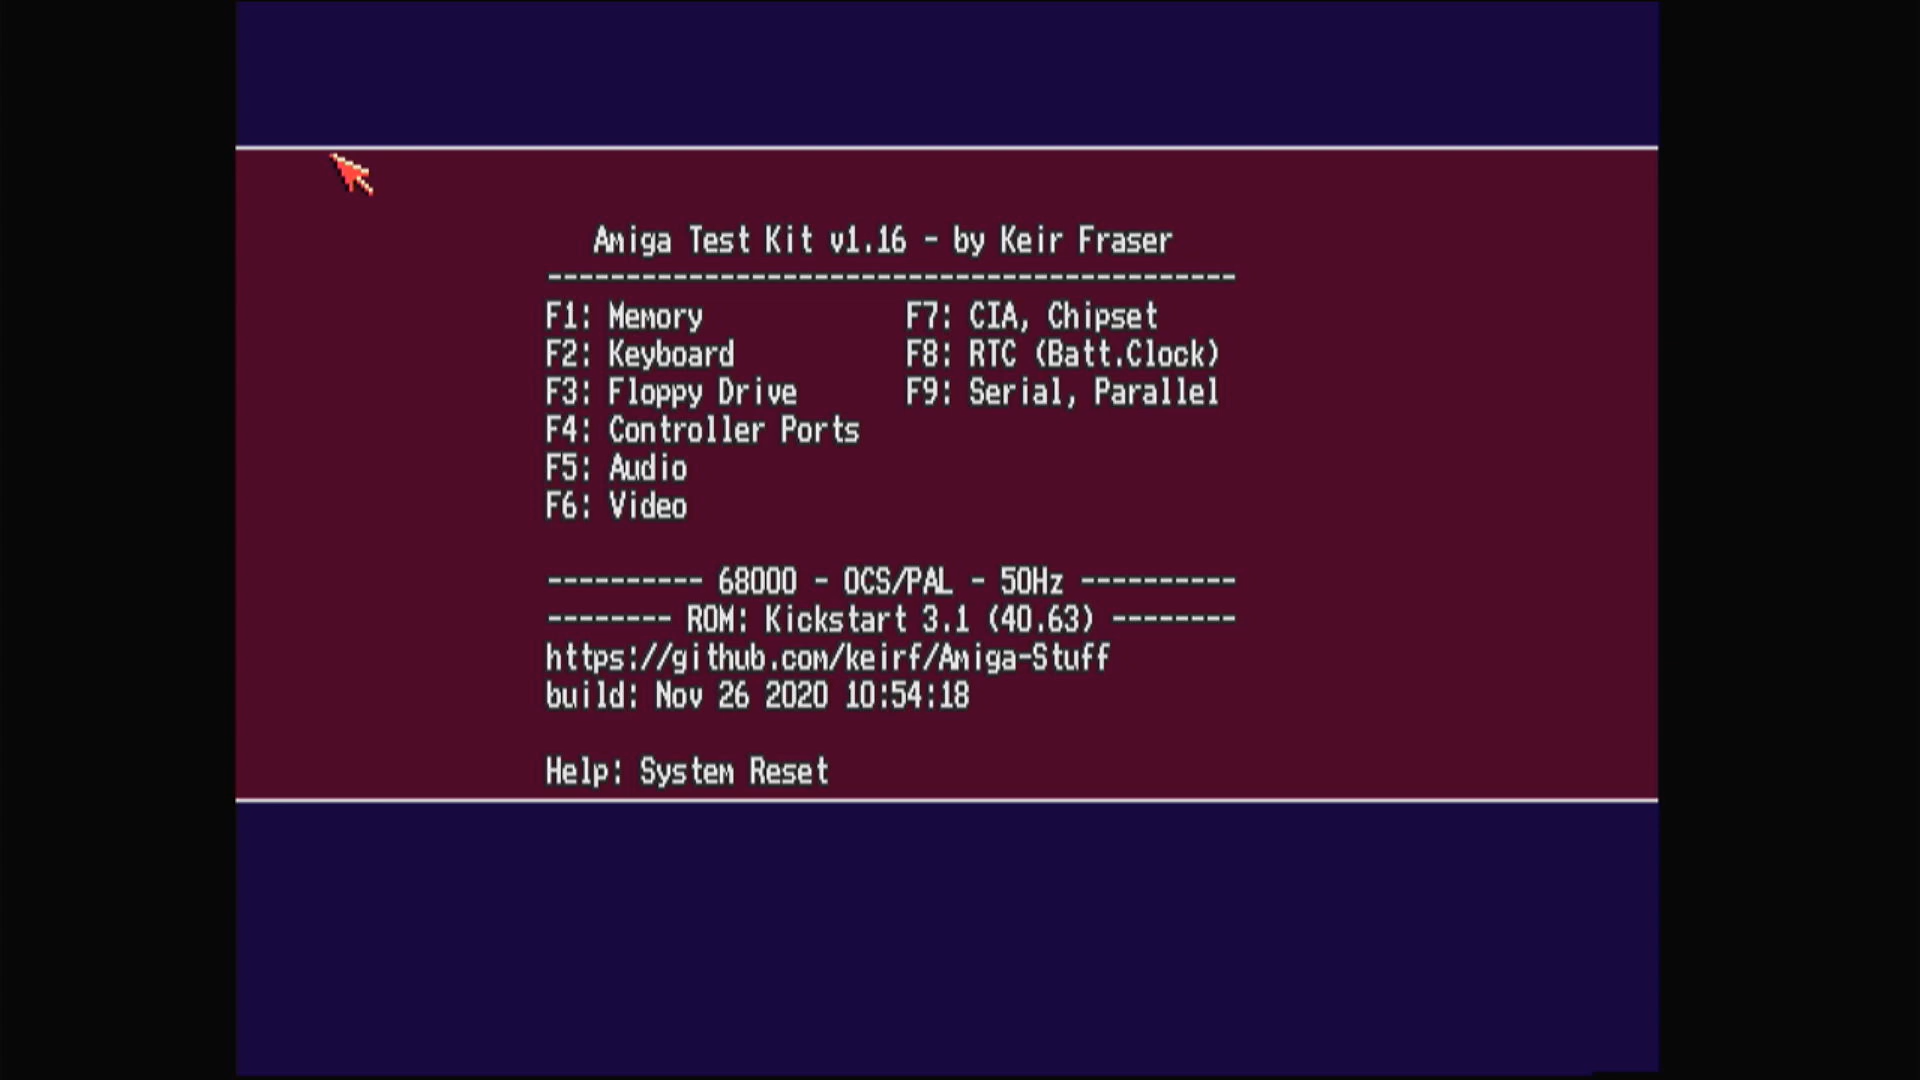 Amiga Test Kit v1.16 - by Keir Fraser
--------------------------------------------
F1: Memory F7: CIA, Chipset
F2: Keyboard F8: RTC (Batt.Clock)
F3: Floppy Drive F9: Serial, Parallel
F4: Controller Ports
F5: Audio
F6: Video
---------- 68000 - OCS/PAL - 50Hz ----------
-------- ROM: Kickstart 3.1 (40.63) --------
https://github.com/keirf/Amiga-Stuff
build: Nov 26 2020 10:54:18
Help: System Reset